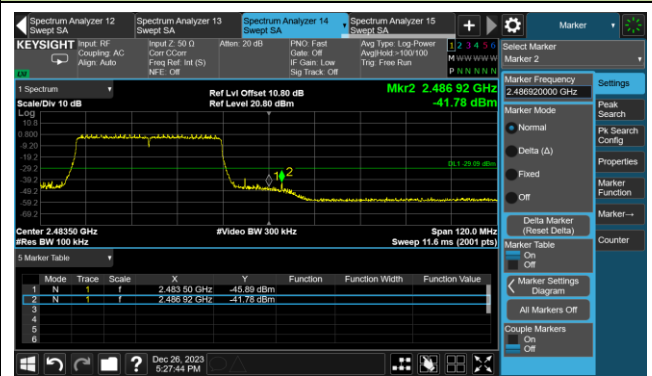 Spectrum Analyzer 12
Swept SA
Spectrum Analyzer 13
Swept SA
Spectrum Analyzer 14
Swept SA
Spectrum Analyzer 15
Swept SA
Marker
KEYSIGHT
Input: RF
Coupling: AC
Align: Auto
Input Z: 50 Ω
Corr CCorr
Freq Ref: Int (S)
NFE: Off
Atten: 20 dB
PNO: Fast
Gate: Off
IF Gain: Low
Sig Track: Off
Avg Type: Log-Power
Avg|Hold:>100/100
Trig: Free Run
1 2 3 4 5 6
M W W W W W
P N N N N N
LXI
1 Spectrum
Scale/Div 10 dB
Ref Lvl Offset 10.80 dB
Ref Level 20.80 dBm
Mkr2 2.486 92 GHz
-41.78 dBm
Log
10.8
0.800
-9.20
-19.2
-29.2
-39.2
-49.2
-59.2
-69.2
DL1 -29.09 dBm
1
2
Center 2.48350 GHz
#Res BW 100 kHz
#Video BW 300 kHz
Span 120.0 MHz
Sweep 11.6 ms (2001 pts)
5 Marker Table
Mode Trace Scale X Y Function Function Width Function Value
1 N 1 f 2.483 50 GHz -45.89 dBm
2 N 1 f 2.486 92 GHz -41.78 dBm
3
4
5
6
Dec 26, 2023
5:27:44 PM
?
Select Marker
Marker 2
Marker Frequency
2.486920000 GHz
Marker Mode
Normal
Delta (Δ)
Fixed
Off
Delta Marker
(Reset Delta)
Marker Table
On
Off
Marker Settings
Diagram
All Markers Off
Couple Markers
On
Off
Settings
Peak
Search
Pk Search
Config
Properties
Marker
Function
Marker→
Counter